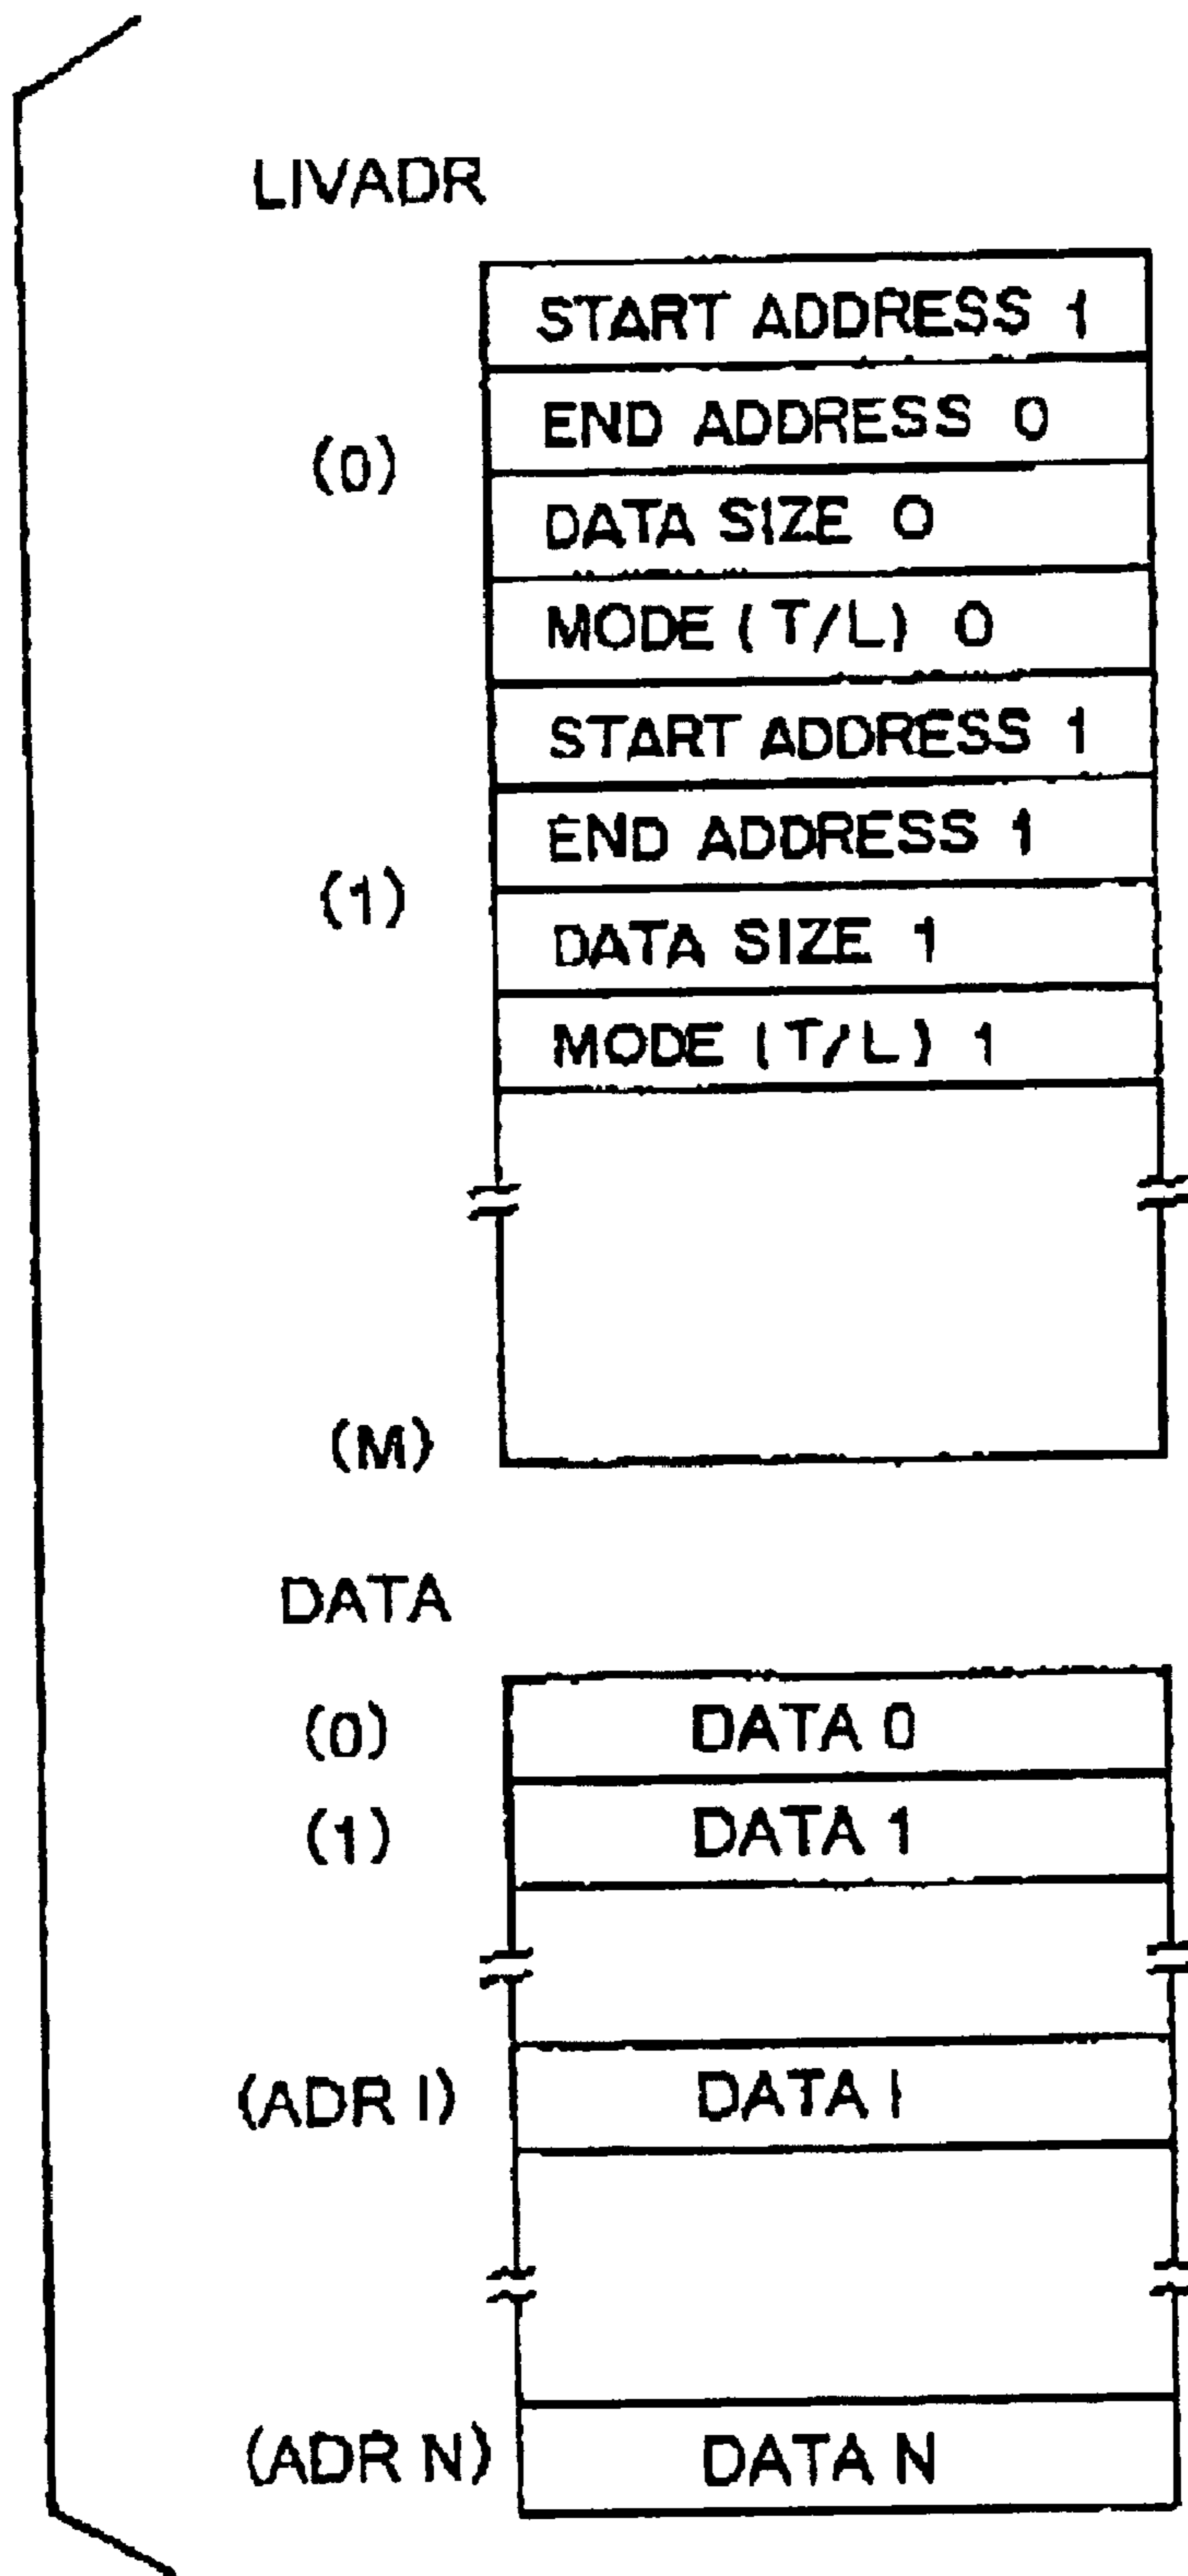 LIVADR
START ADDRESS 1
(0)
END ADDRESS 0
DATA SIZE 0
MODE (T/L) 0
START ADDRESS 1
(1)
END ADDRESS 1
DATA SIZE 1
MODE (T/L) 1
(M)
DATA
(0) DATA 0
(1) DATA 1
(ADR I) DATA I
(ADR N) DATA N